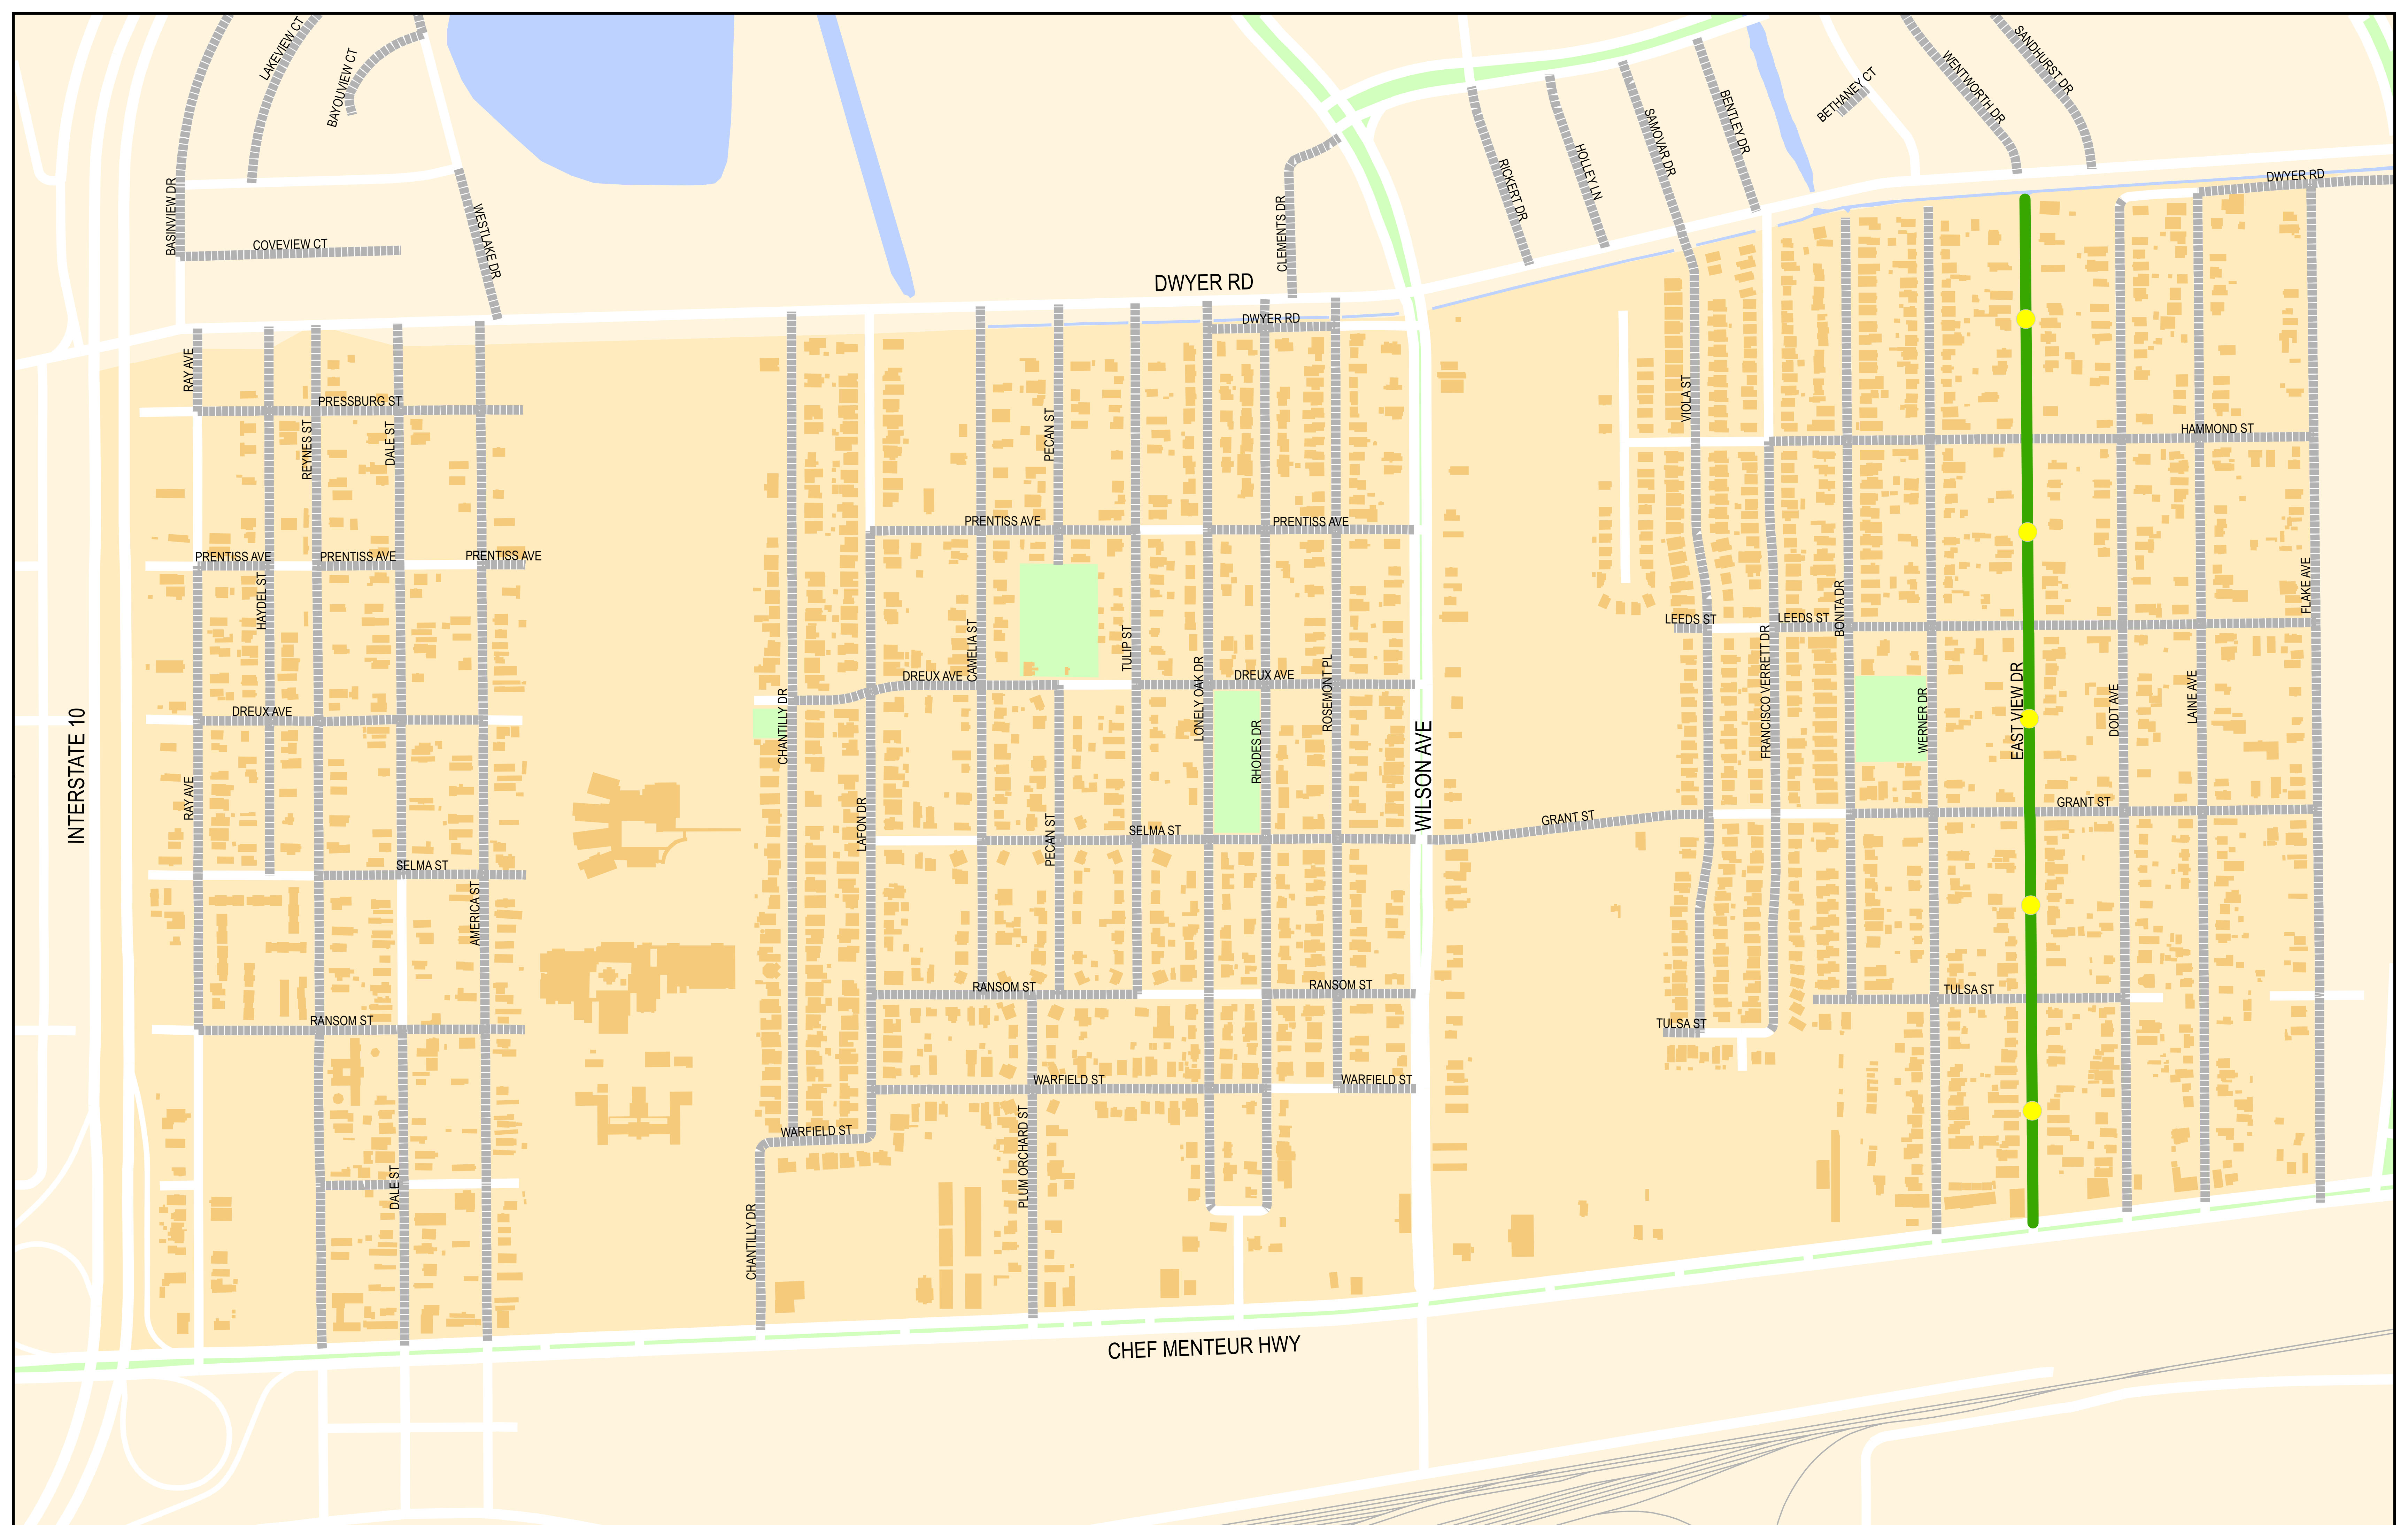 LAKEVIEW CT
BAYOUVIEW CT
SANDHURST DR
WENTWORTH DR
BETHANEY CT
BENTLEY DR
SAMOVAR DR
HOLLEY LN
RICKERT DR
DWYER RD
BASINVIEW DR
COVEVIEW CT
WESTLAKE DR
CLEMENTS DR
DWYER RD
DWYER RD
RAY AVE
PRESSBURG ST
REYNES ST
DALE ST
PECAN ST
VIOLA ST
HAMMOND ST
PRENTISS AVE
PRENTISS AVE
PRENTISS AVE
PRENTISS AVE
PRENTISS AVE
HAYDEL ST
FLAKE AVE
CAMELIA ST
TULIP ST
LEEDS ST
LEEDS ST
BONITA DR
DREUX AVE
DREUX AVE
DREUX AVE
CHANTILLY DR
LONELY OAK DR
RHODES DR
ROSEMONT PL
FRANCISCO VERRETT DR
WERNER DR
EAST VIEW DR
DODT AVE
LAINE AVE
INTERSTATE 10
WILSON AVE
RAY AVE
LAFON DR
PECAN ST
SELMA ST
GRANT ST
GRANT ST
SELMA ST
AMERICA ST
RANSOM ST
RANSOM ST
RANSOM ST
TULSA ST
TULSA ST
WARFIELD ST
WARFIELD ST
WARFIELD ST
PLUM ORCHARD ST
DALE ST
CHANTILLY DR
CHEF MENTEUR HWY